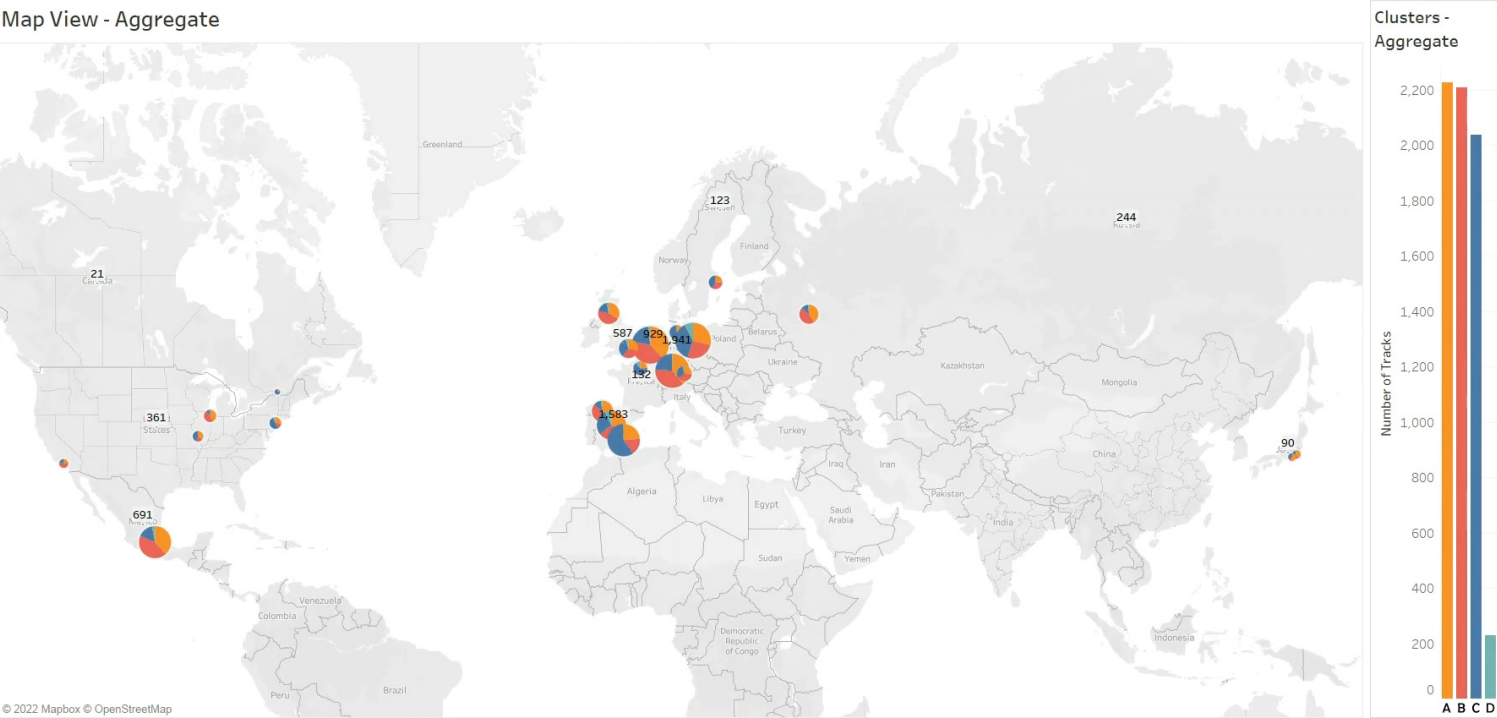 Map View - Aggregate
Clusters -
Aggregate
Greenland
123
Sweden
244
Russia
Finland
Norway
21
Canada
587
929
1,941
Poland
Belarus
Ukraine
132
France
Italy
Kazakhstan
Mongolia
361
States
1,583
Turkey
90
China
Iraq
Iran
Algeria
Libya
Egypt
Pakistan
Saudi
Arabia
India
691
Mexico
Sudan
Yemen
Venezuela
Colombia
Democratic
Republic
of Congo
Indonesia
Peru
Brazil
© 2022 Mapbox © OpenStreetMap
Number of Tracks
2,200
2,000
1,800
1,600
1,400
1,200
1,000
800
600
400
200
0
A B C D